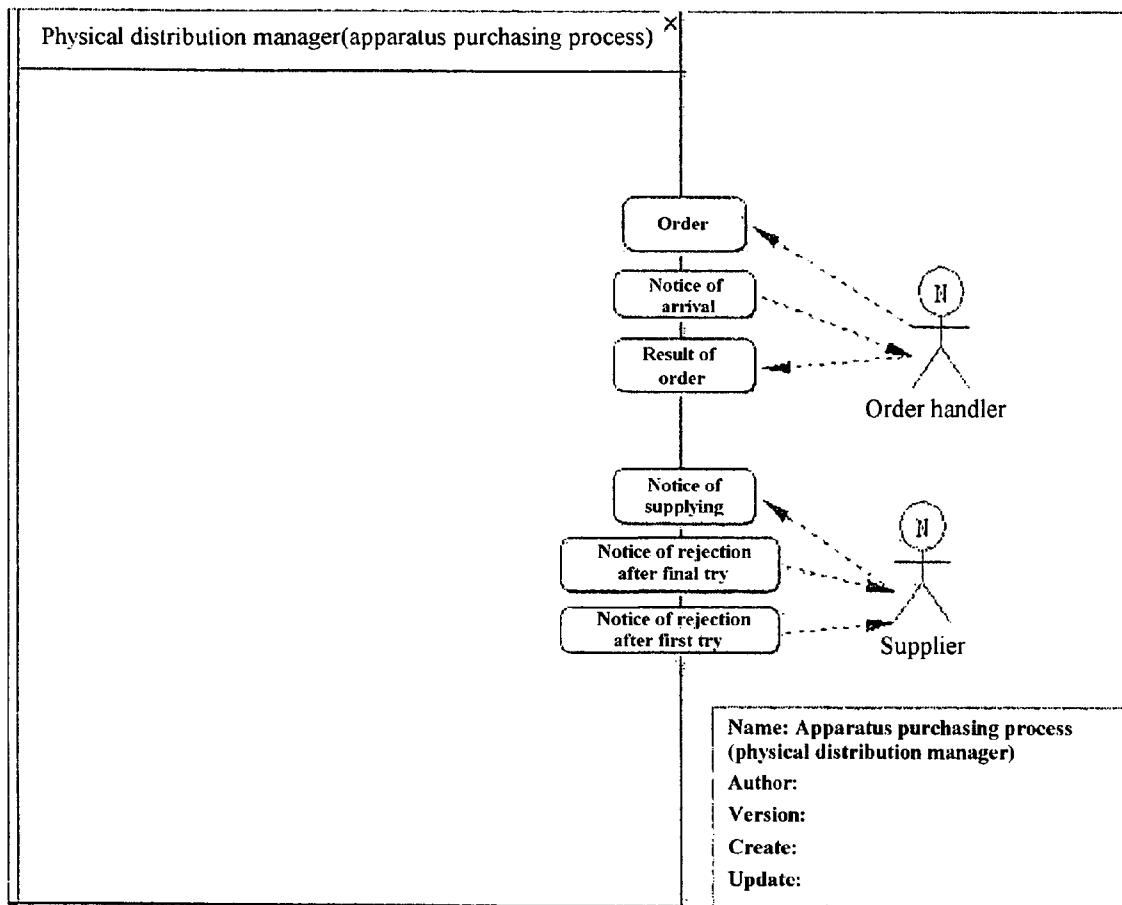 Physical distribution manager(apparatus purchasing process)
Order
Notice of
arrival
Result of
order
N
Order handler
Notice of
supplying
Notice of rejection
after final try
Notice of rejection
after first try
N
Supplier
Name: Apparatus purchasing process
(physical distribution manager)
Author:
Version:
Create:
Update: